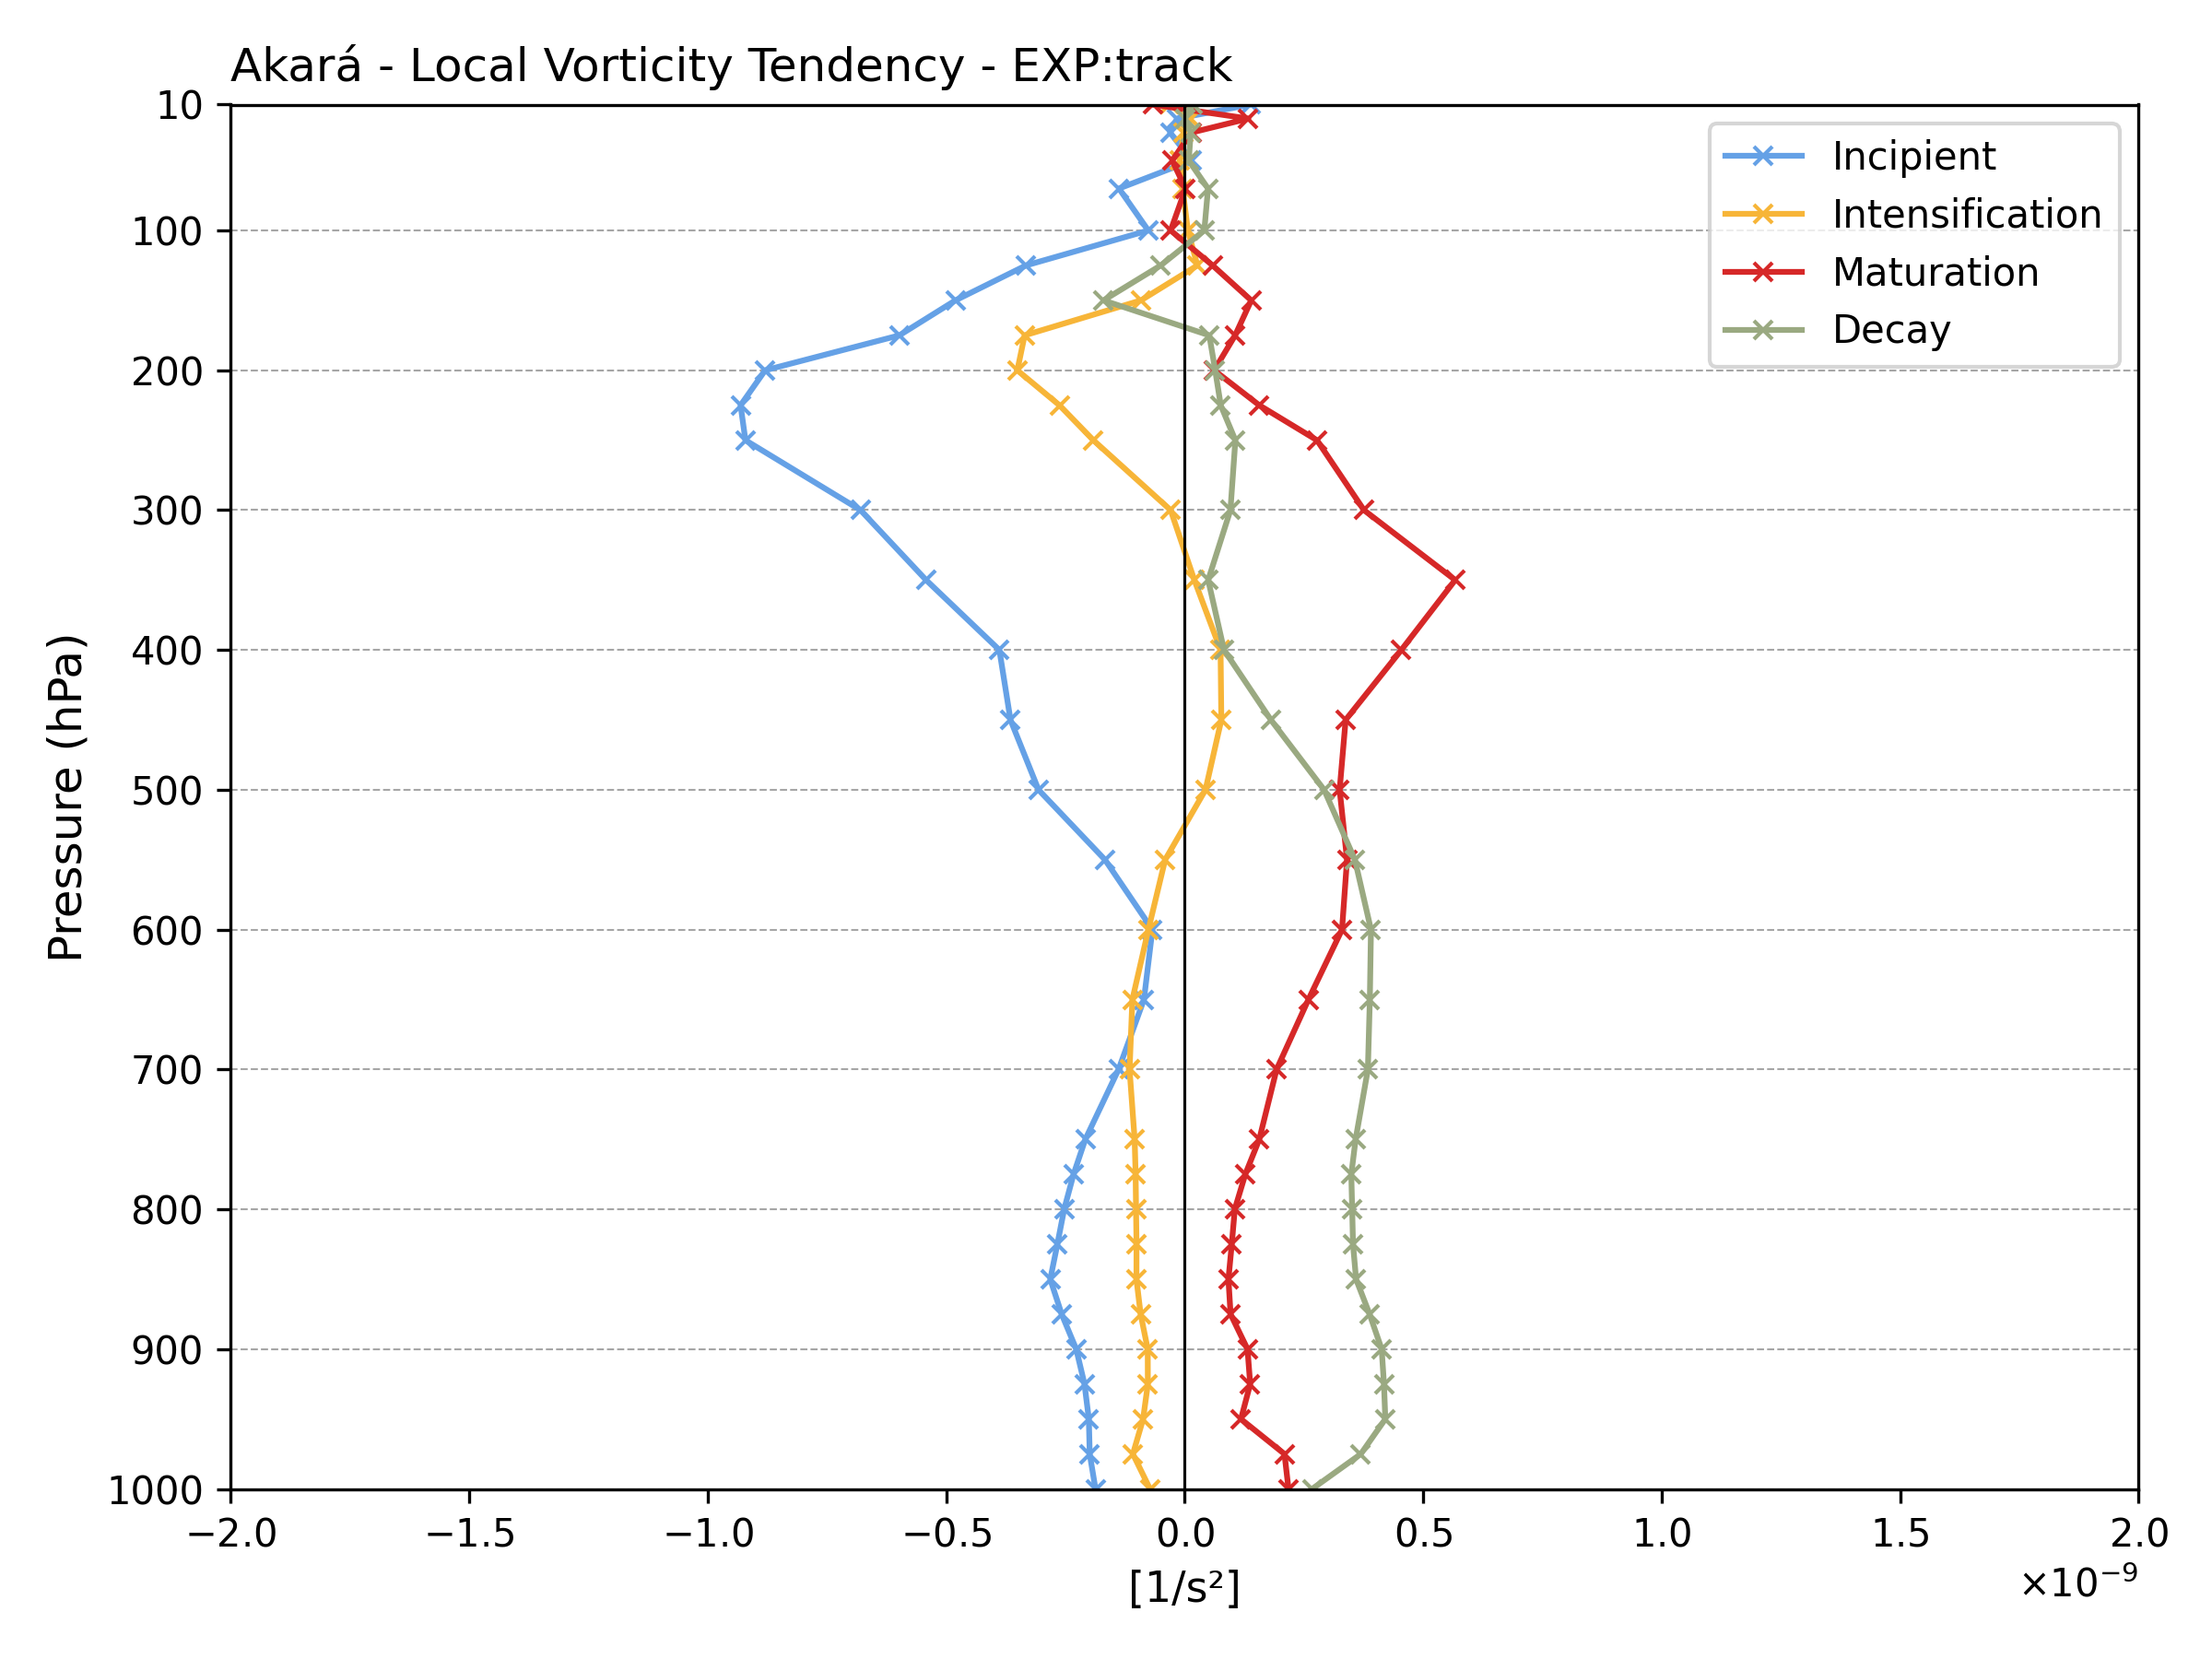 Akará - Local Vorticity Tendency - EXP:track
Incipient
Intensification
Maturation
Decay
Pressure (hPa)
10
100
200
300
400
500
600
700
800
900
1000
−2.0 −1.5 −1.0 −0.5 0.0 0.5 1.0 1.5 2.0
[1/s²]
×10⁻⁹